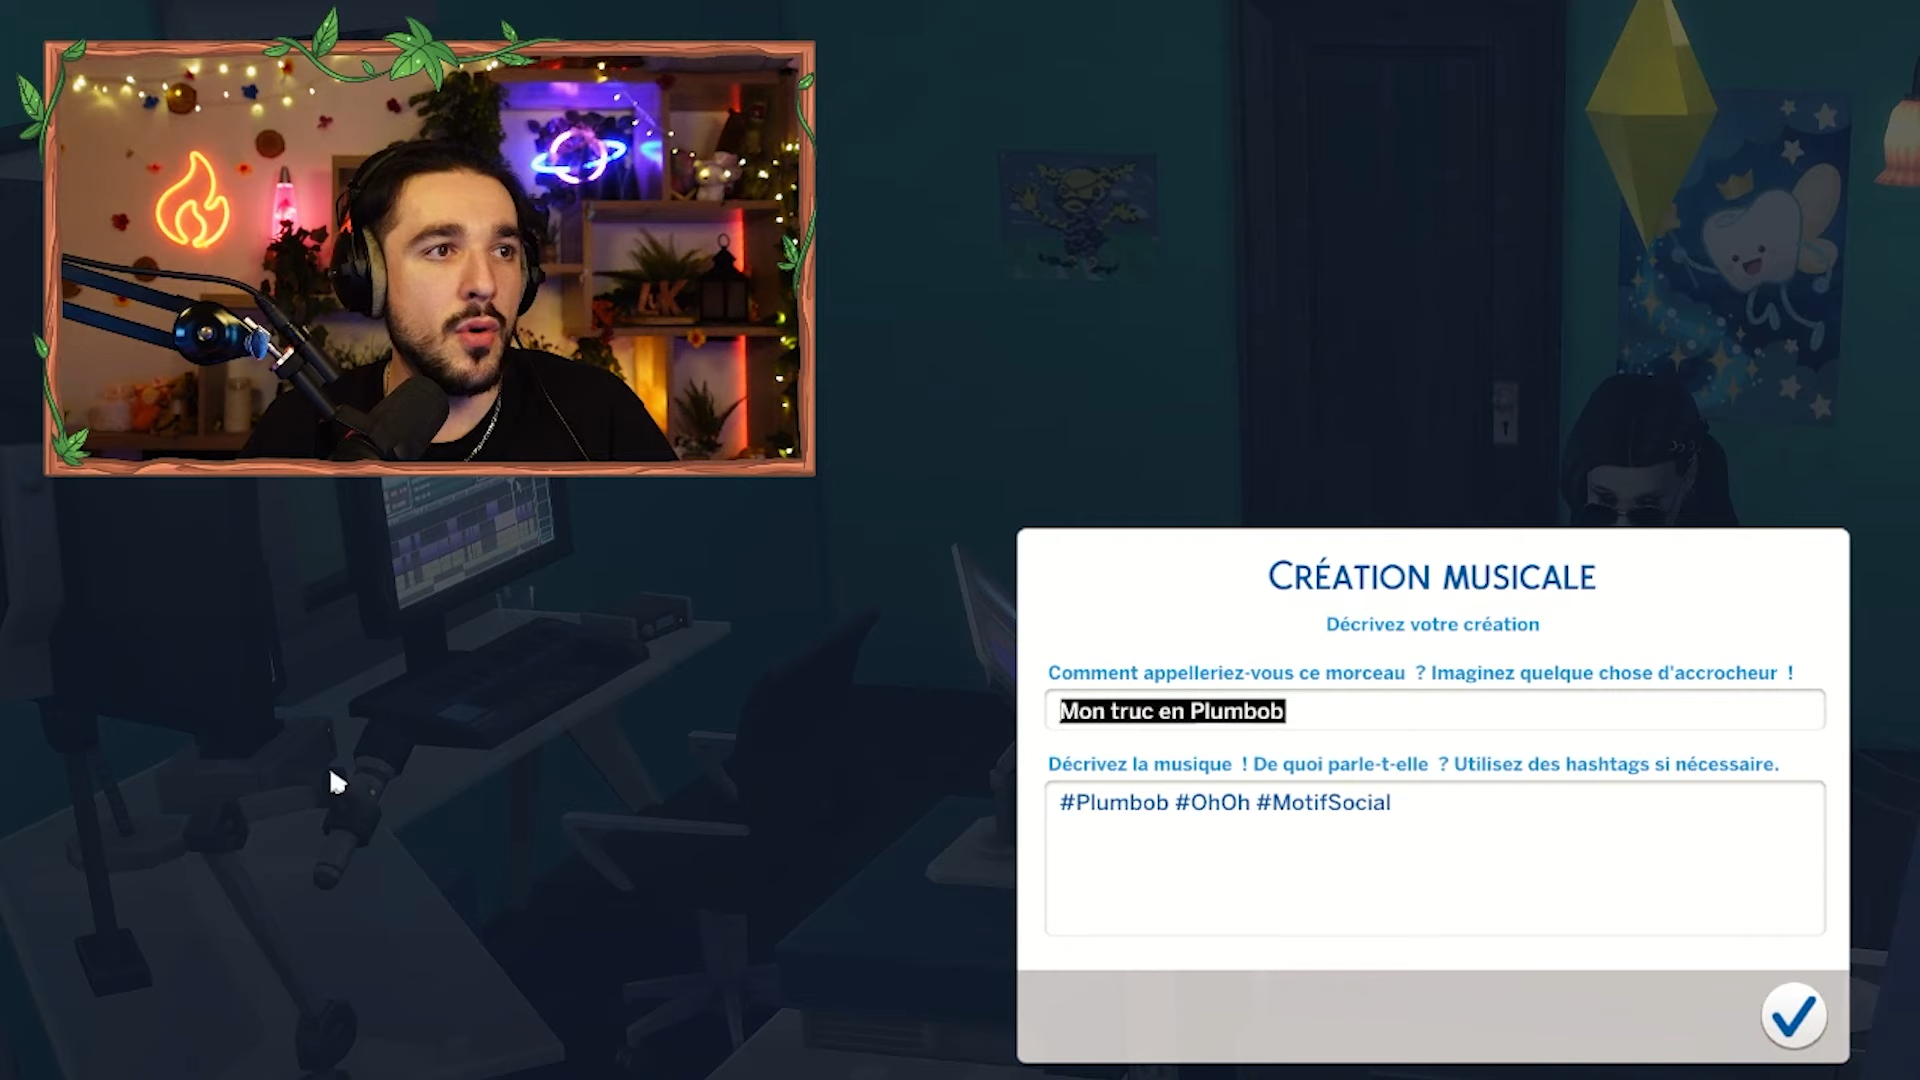 LK
CRÉATION MUSICALE
Décrivez votre création
Comment appelleriez-vous ce morceau ? Imaginez quelque chose d'accrocheur !
Mon truc en Plumbob
Décrivez la musique ! De quoi parle-t-elle ? Utilisez des hashtags si nécessaire.
#Plumbob #OhOh #MotifSocial